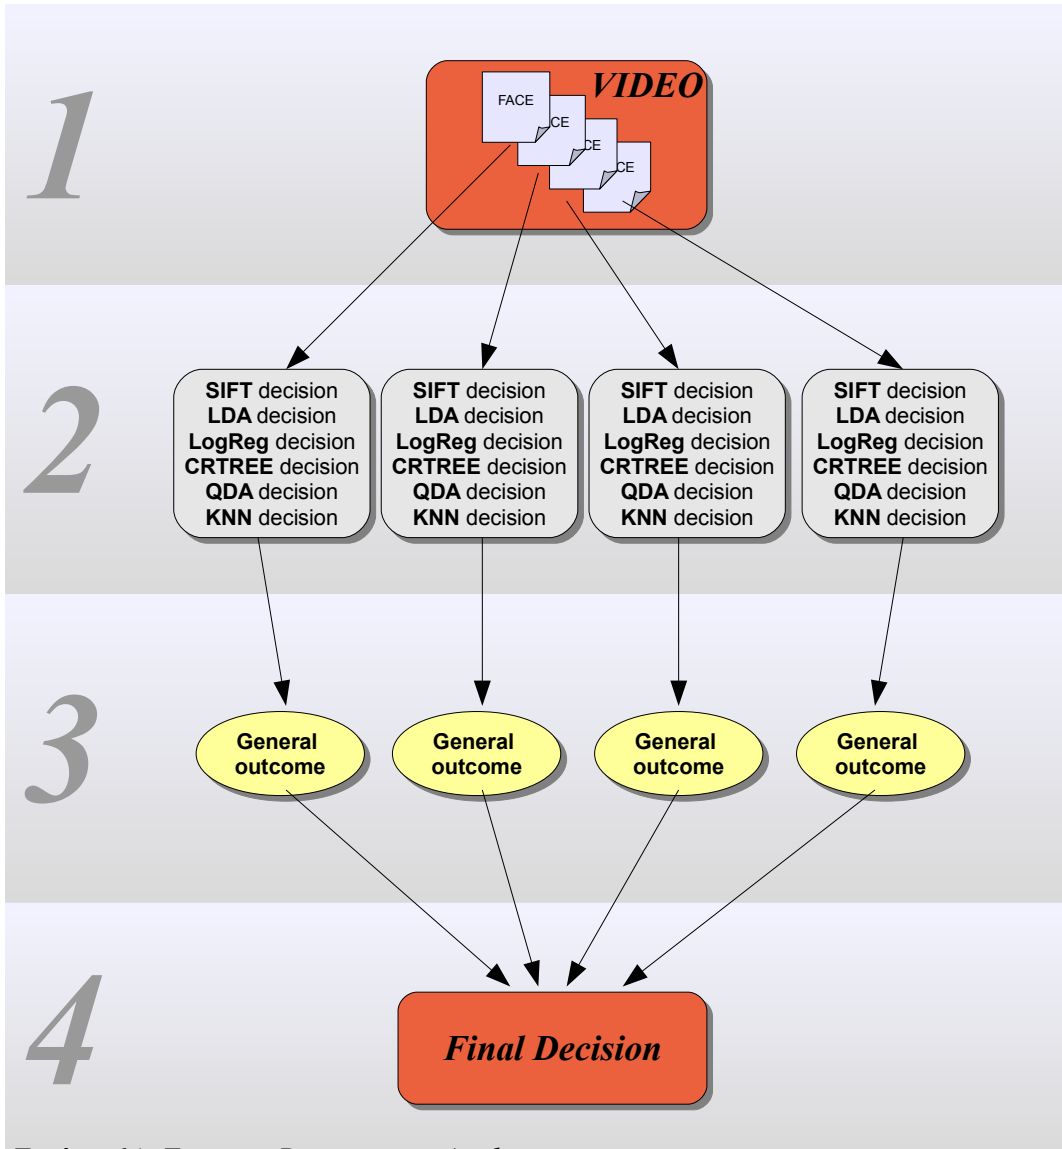 1
VIDEO
FACE
CE
CE
CE
2
SIFT decision
LDA decision
LogReg decision
CRTREE decision
QDA decision
KNN decision
SIFT decision
LDA decision
LogReg decision
CRTREE decision
QDA decision
KNN decision
SIFT decision
LDA decision
LogReg decision
CRTREE decision
QDA decision
KNN decision
SIFT decision
LDA decision
LogReg decision
CRTREE decision
QDA decision
KNN decision
3
General
outcome
General
outcome
General
outcome
General
outcome
4
Final Decision